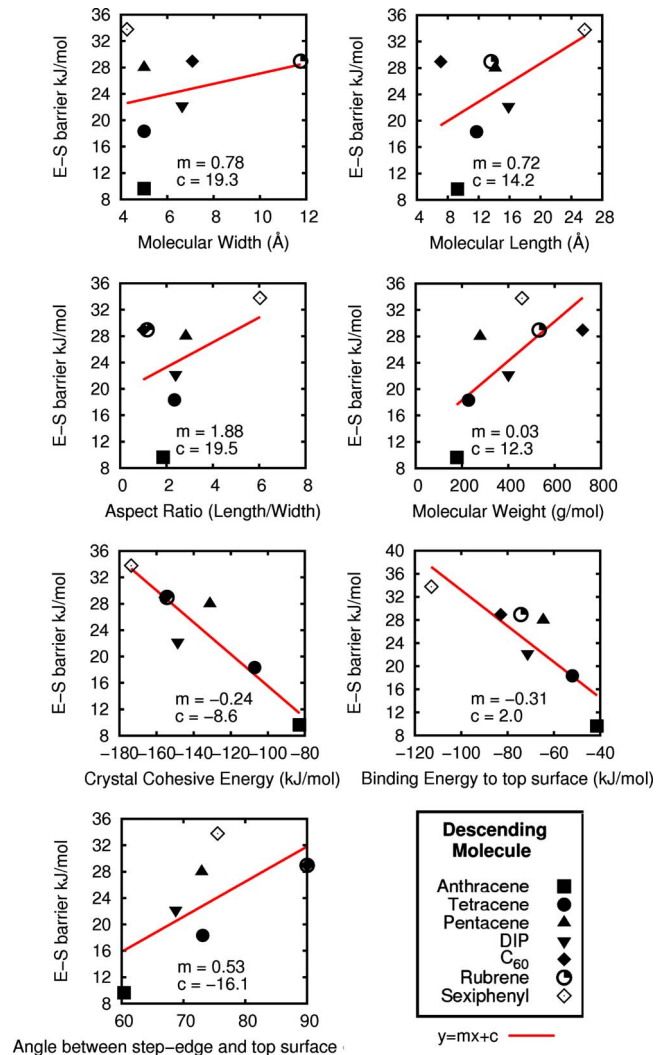 E−S barrier kJ/mol
36
32
28
24
20
16
12
8
m = 0.78
c = 19.3
4 6 8 10 12
Molecular Width (Å)
E−S barrier kJ/mol
36
32
28
24
20
16
12
8
m = 0.72
c = 14.2
4 8 12 16 20 24 28
Molecular Length (Å)
E−S barrier kJ/mol
36
32
28
24
20
16
12
8
m = 1.88
c = 19.5
0 2 4 6 8
Aspect Ratio (Length/Width)
E−S barrier kJ/mol
36
32
28
24
20
16
12
8
m = 0.03
c = 12.3
200 400 600 800
Molecular Weight (g/mol)
E−S barrier kJ/mol
36
32
28
24
20
16
12
8
m = −0.24
c = −8.6
−180 −155 −130 −105 −80
Crystal Cohesive Energy (kJ/mol)
E−S barrier kJ/mol
40
36
32
28
24
20
16
12
8
m = −0.31
c = 2.0
−120 −100 −80 −60 −40
Binding Energy to top surface (kJ/mol)
E−S barrier kJ/mol
36
32
28
24
20
16
12
8
m = 0.53
c = −16.1
60 70 80 90
Angle between step−edge and top surface
Descending
Molecule
Anthracene
Tetracene
Pentacene
DIP
C60
Rubrene
Sexiphenyl
y=mx+c